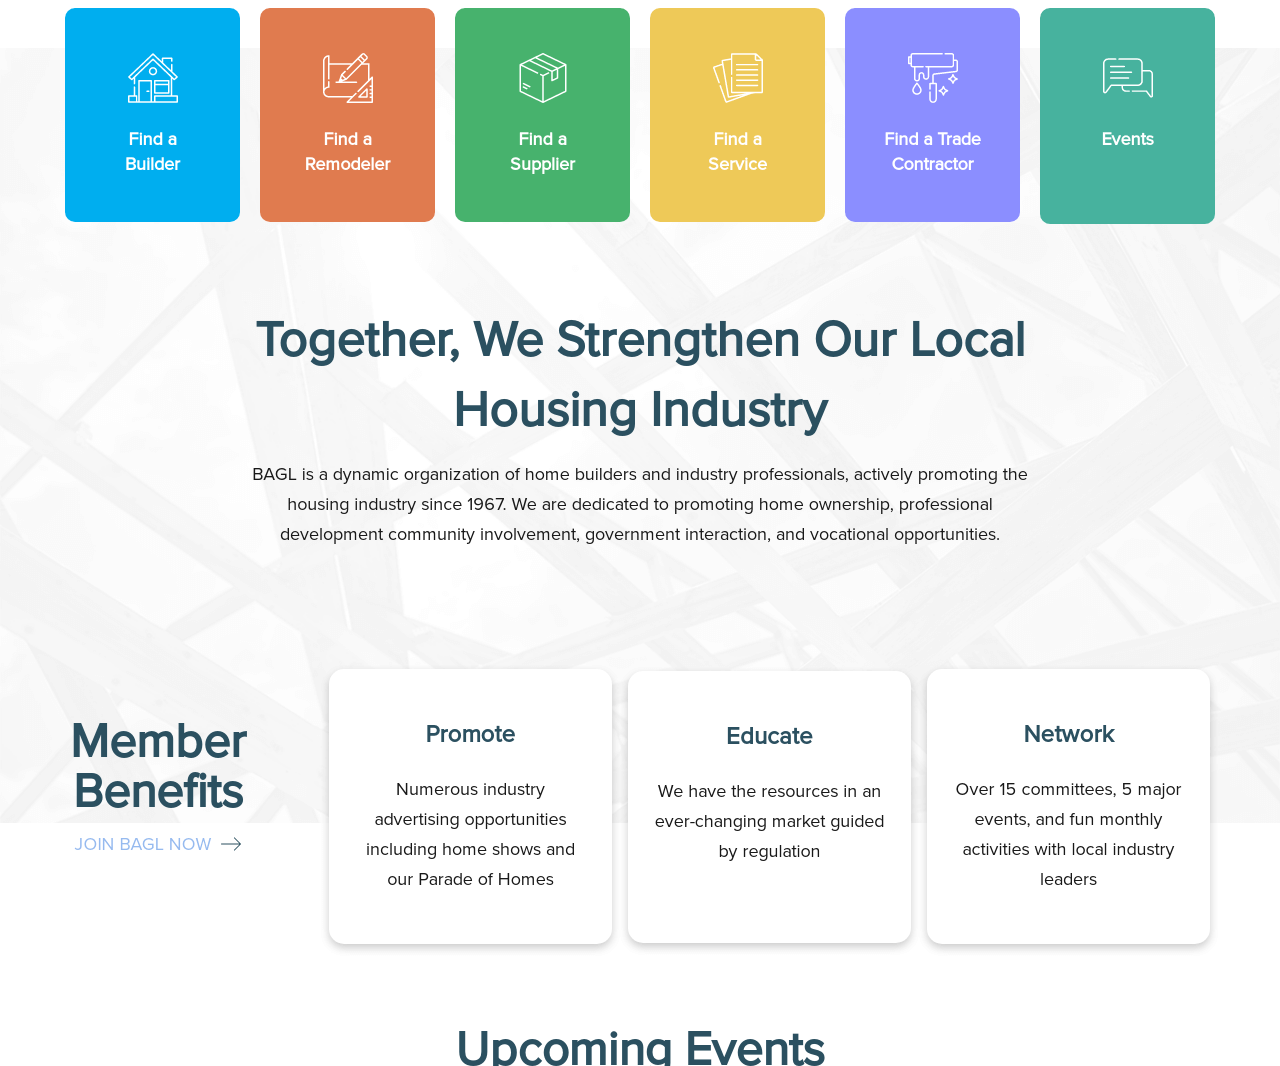 Find a
Builder
Find a
Remodeler
Find a
Supplier
Find a
Service
Find a Trade
Contractor
Events
Together, We Strengthen Our Local
Housing Industry
BAGL is a dynamic organization of home builders and industry professionals, actively promoting the
housing industry since 1967. We are dedicated to promoting home ownership, professional
development community involvement, government interaction, and vocational opportunities.
Member
Benefits
JOIN BAGL NOW
Promote
Numerous industry
advertising opportunities
including home shows and
our Parade of Homes
Educate
We have the resources in an
ever-changing market guided
by regulation
Network
Over 15 committees, 5 major
events, and fun monthly
activities with local industry
leaders
Upcoming Events